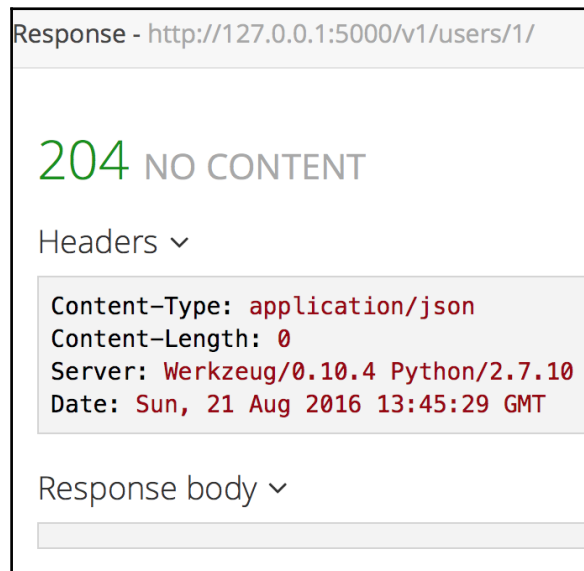 Response - http://127.0.0.1:5000/v1/users/1/
204 NO CONTENT
Headers
Content-Type: application/json
Content-Length: 0
Server: Werkzeug/0.10.4 Python/2.7.10
Date: Sun, 21 Aug 2016 13:45:29 GMT
Response body